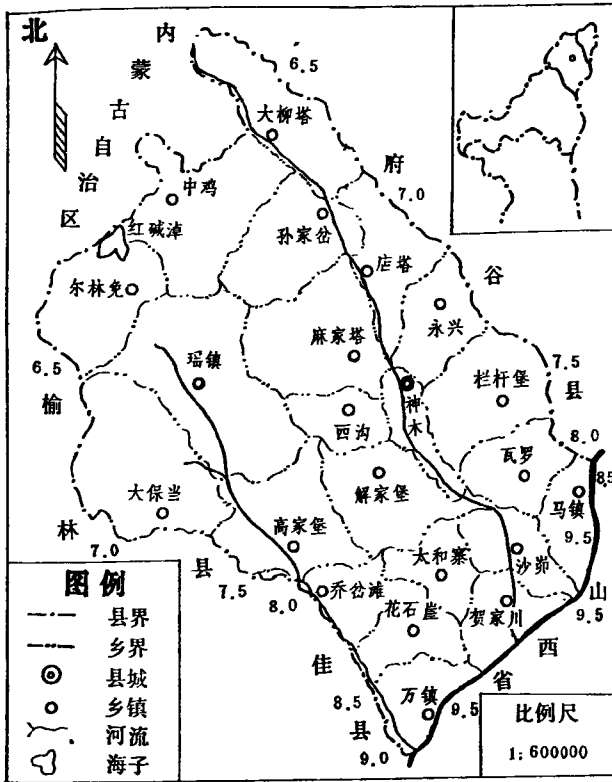 北
内
蒙
古
自
治
区
6.5
大柳塔
府
7.0
中鸡
红碱淖
孙家岔
店塔
谷
尔林兔
永兴
麻家塔
7.5
6.5
瑶镇
神木
栏杆堡
县
榆
西沟
8.0
瓦罗
8.5
解家堡
马镇
大保当
9.5
高家堡
太和寨
沙峁
林
7.0
县
7.5
8.0
乔岔滩
花石崖
贺家川
9.5
山
西
省
佳
8.5
县
万镇
9.5
9.0
图例
县界
乡界
县城
乡镇
河流
海子
比例尺
1:600000